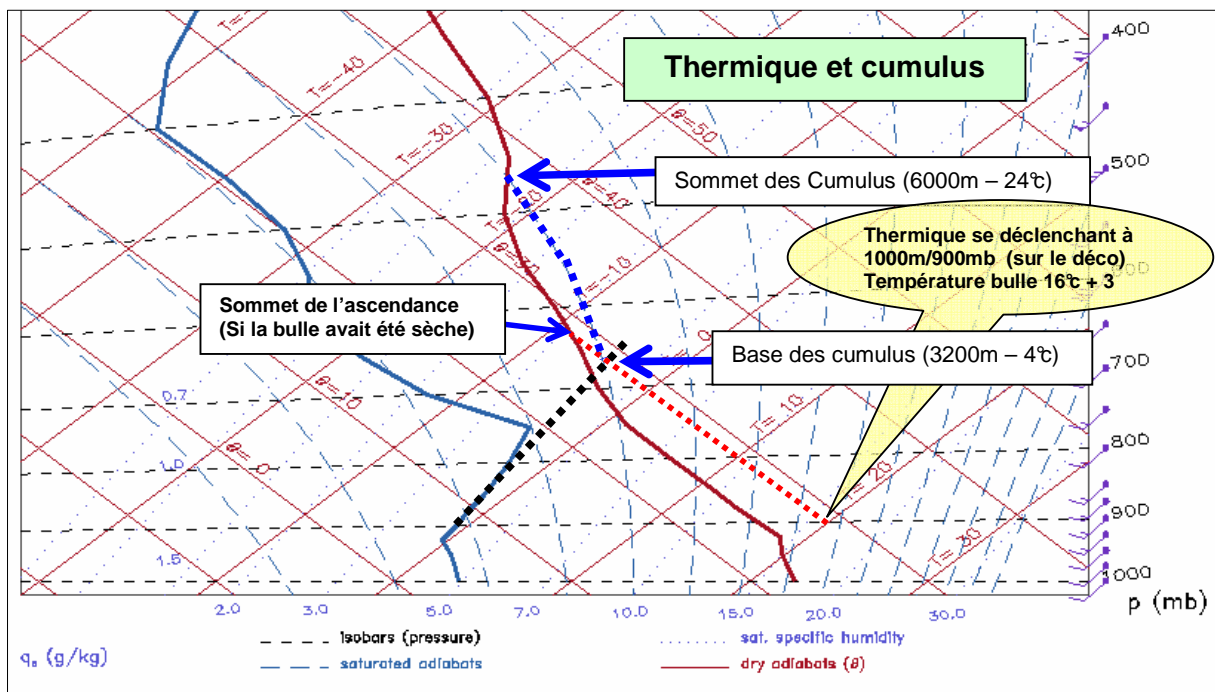 Thermique et cumulus
400
T=-40
T=-30
θ=50
500
Sommet des Cumulus (6000m – 24℃)
θ=40
Thermique se déclenchant à
1000m/900mb (sur le déco)
Température bulle 16℃ + 3
T=-10
Sommet de l’ascendance
(Si la bulle avait été sèche)
Base des cumulus (3200m – 4℃)
700
0.7
θ=10
T= 10
800
θ= 0
1.0
T= 20
900
1.5
T= 30
1000
2.0 3.0 5.0 7.0 10.0 15.0 20.0 30.0
p (mb)
isobars (pressure)
sat. specific humidity
qs (g/kg)
saturated adiabats
dry adiabats (θ)